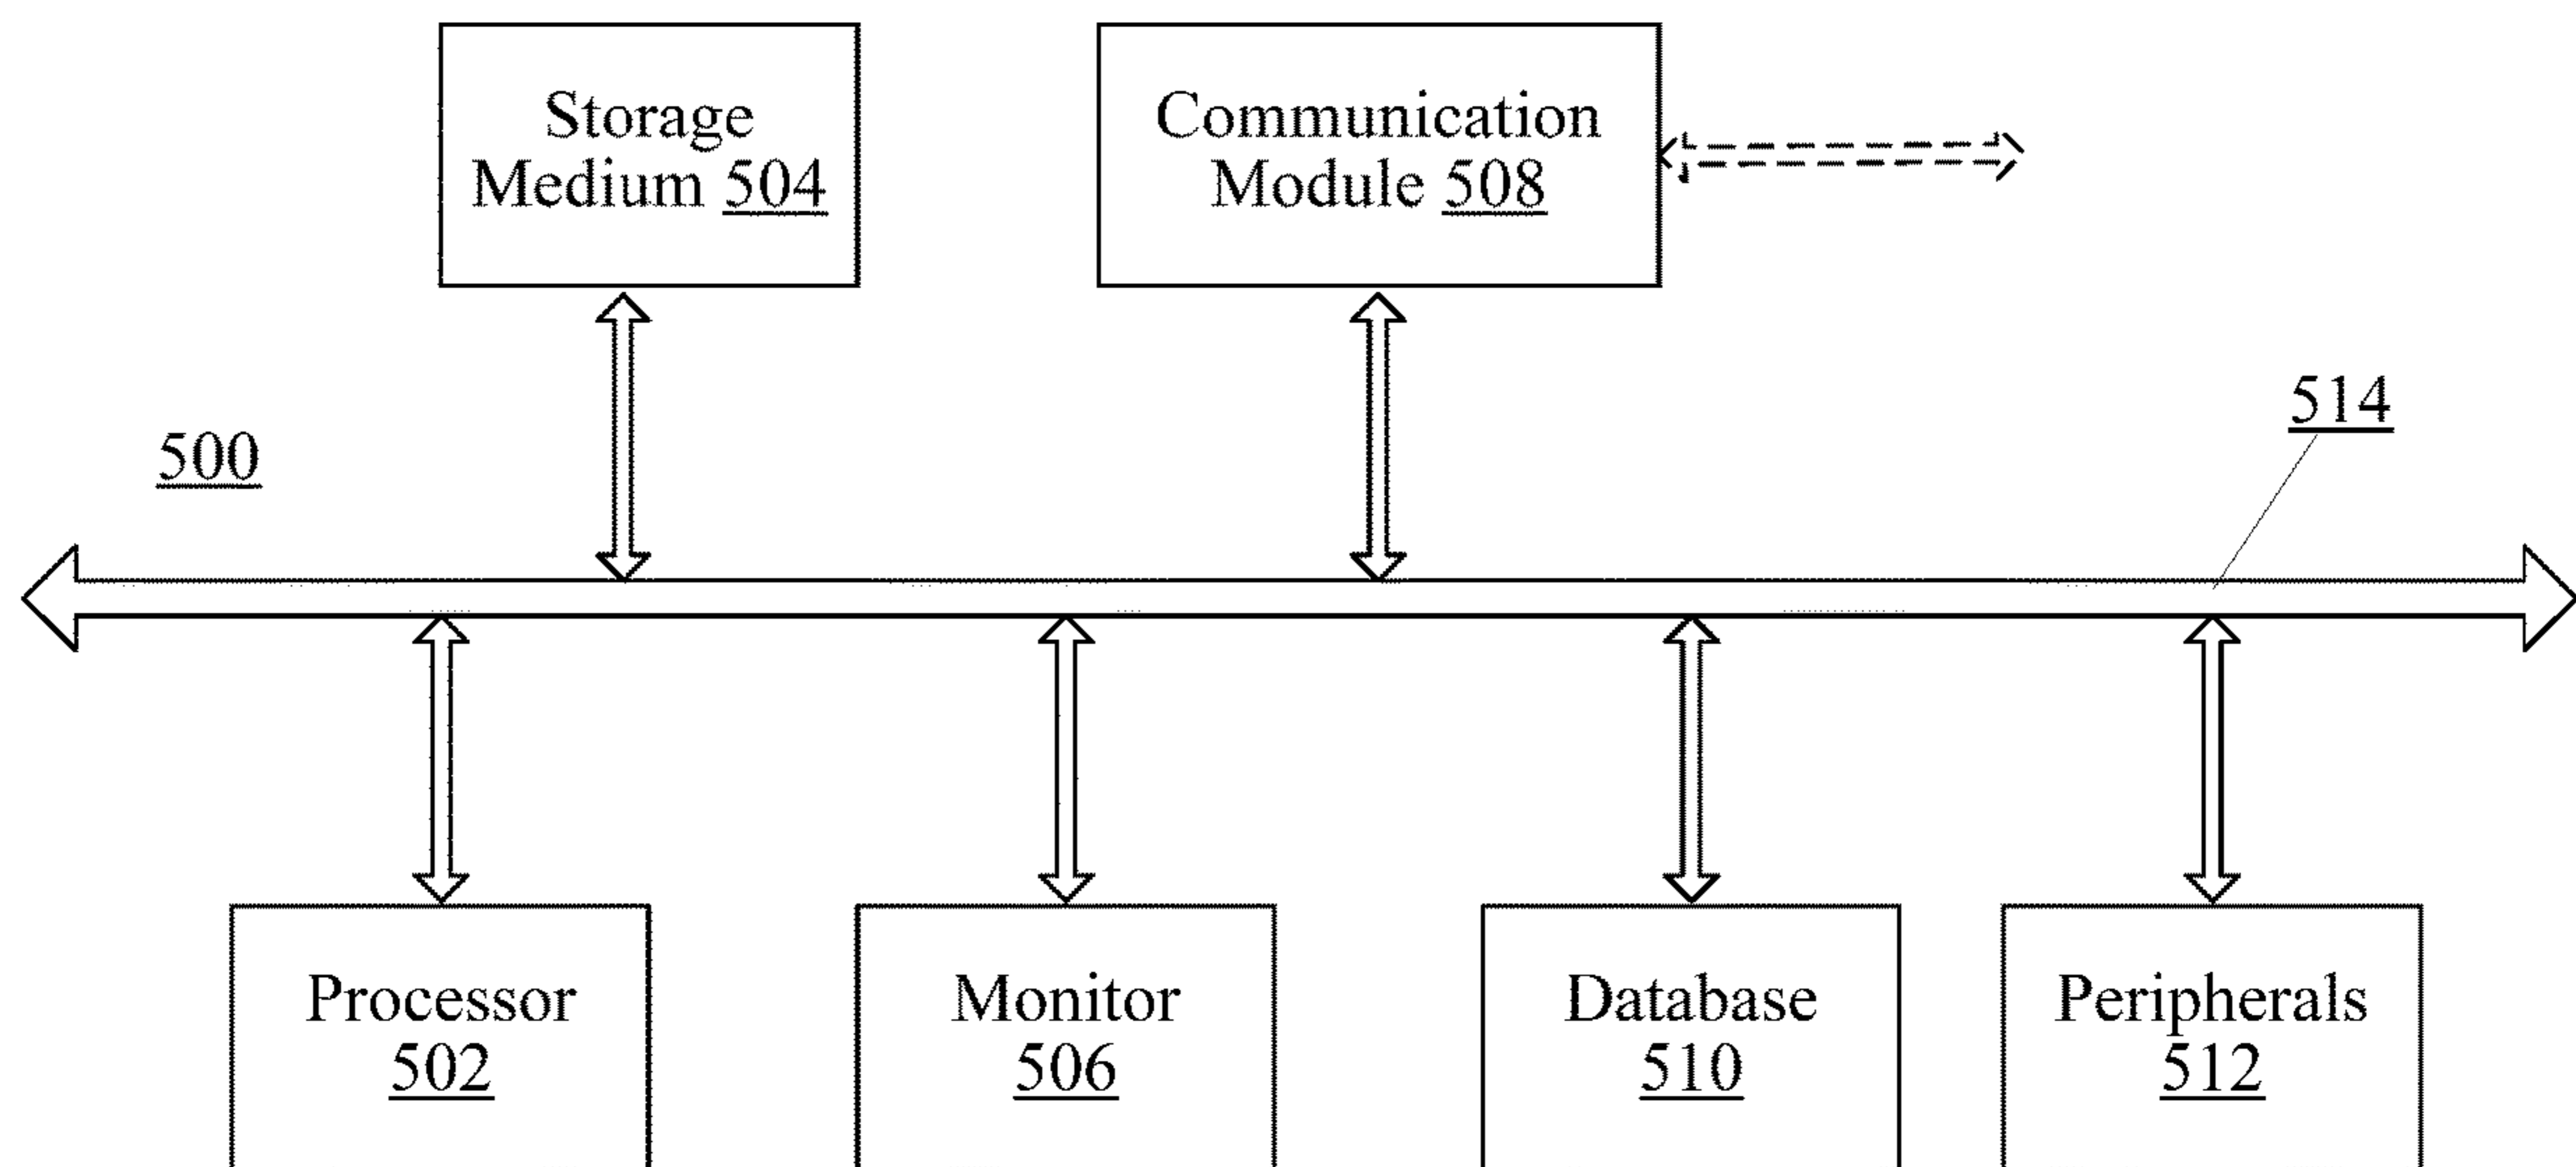 Storage
Medium 504
Communication
Module 508
514
500
Processor
502
Monitor
506
Database
510
Peripherals
512